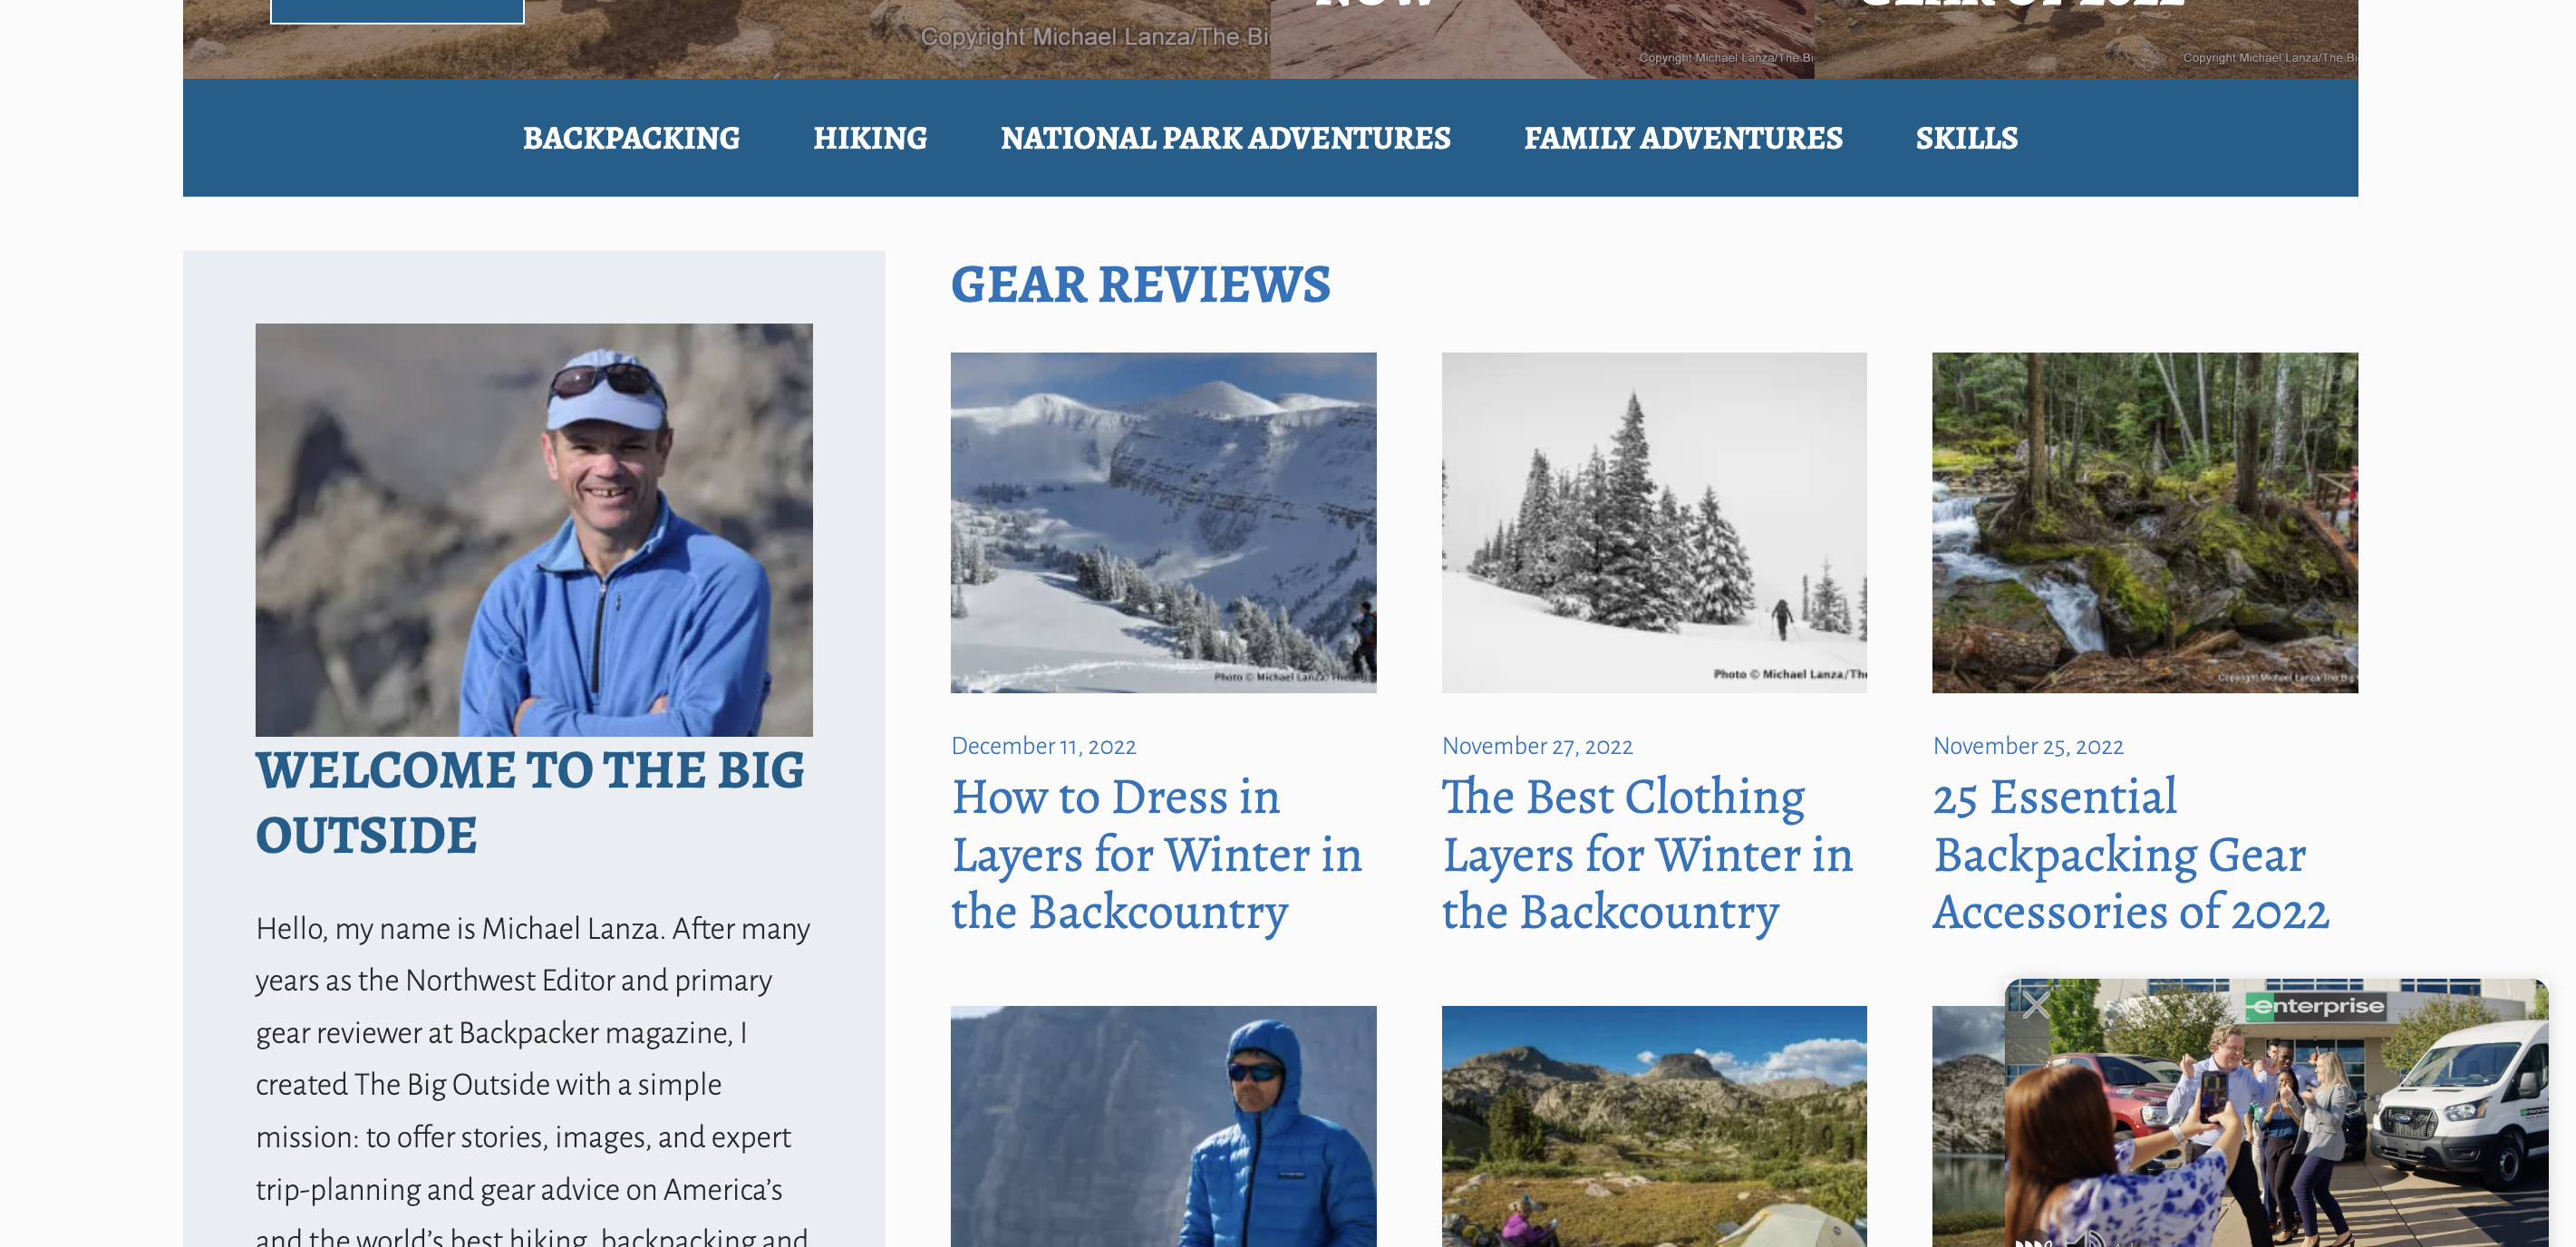 Copyright Michael Lanza/The Bi
Copyright Michael Lanza/The Bi
Copyright Michael Lanza/The Bi
BACKPACKING HIKING NATIONAL PARK ADVENTURES FAMILY ADVENTURES SKILLS
WELCOME TO THE BIG
OUTSIDE
Hello, my name is Michael Lanza. After many
years as the Northwest Editor and primary
gear reviewer at Backpacker magazine, I
created The Big Outside with a simple
mission: to offer stories, images, and expert
trip-planning and gear advice on America’s
and the world’s best hiking, backpacking and
GEAR REVIEWS
Photo © Michael Lanza/The
Photo © Michael Lanza/The
Copyright Michael Lanza/The Big
December 11, 2022
How to Dress in
Layers for Winter in
the Backcountry
November 27, 2022
The Best Clothing
Layers for Winter in
the Backcountry
November 25, 2022
25 Essential
Backpacking Gear
Accessories of 2022
enterprise